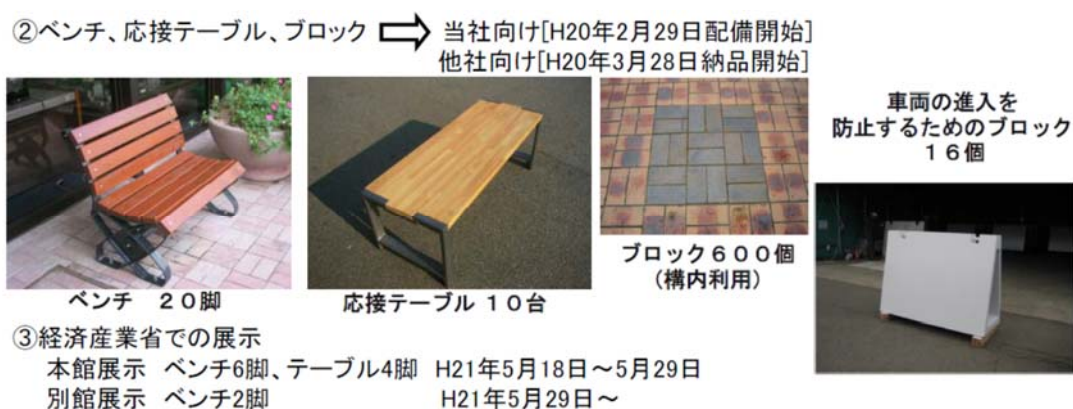 ②ベンチ、応接テーブル、ブロック ⇨ 当社向け[H20年2月29日配備開始]
他社向け[H20年3月28日納品開始]
車両の進入を
防止するためのブロック
１６個
ブロック６００個
(構内利用)
ベンチ　２０脚
応接テーブル １０台
③経済産業省での展示
本館展示 ベンチ6脚、テーブル4脚 H21年5月18日～5月29日
別館展示 ベンチ2脚 H21年5月29日～